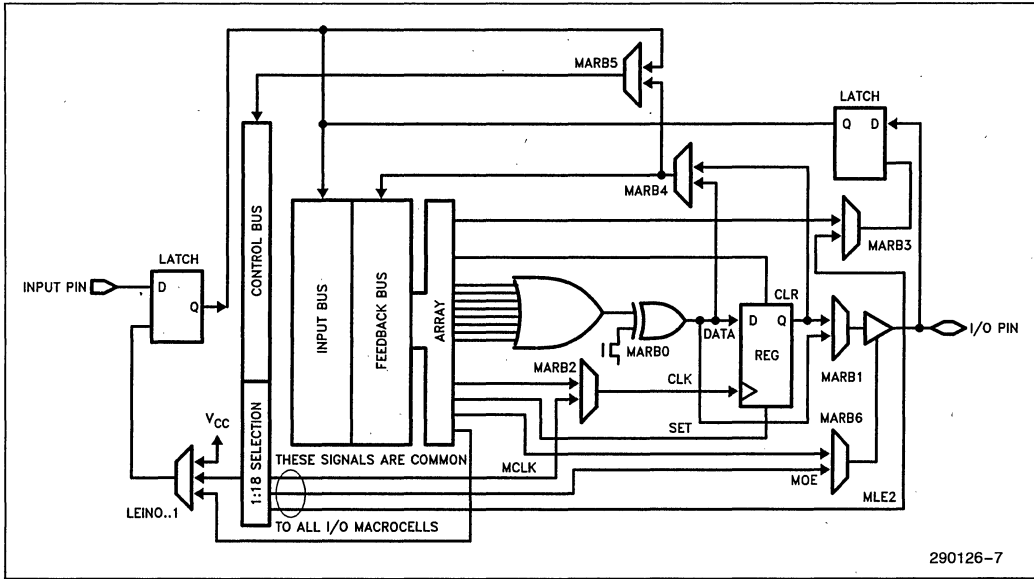 MARB5
LATCH
Q D
MARB4
MARB3
CONTROL BUS
INPUT BUS
FEEDBACK BUS
ARRAY
LATCH
INPUT PIN
D
Q
MARB0
DATA
D Q
CLR
REG
MARB1
I/O PIN
MARB2
CLK
SET
MARB6
VCC
1:18 SELECTION
THESE SIGNALS ARE COMMON
MCLK
MOE
MLE2
LEIN0..1
TO ALL I/O MACROCELLS
290126-7